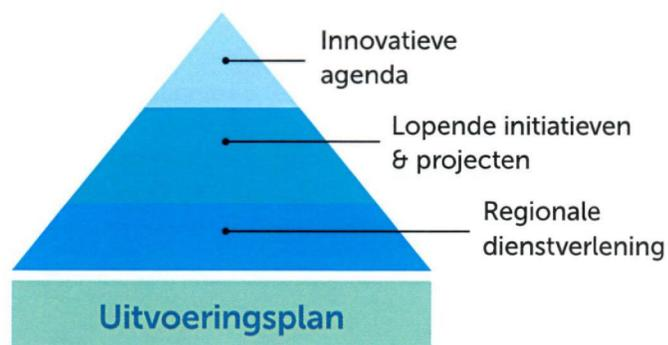 Innovatieve
agenda
Lopende initiatieven
& projecten
Regionale
dienstverlening
Uitvoeringsplan